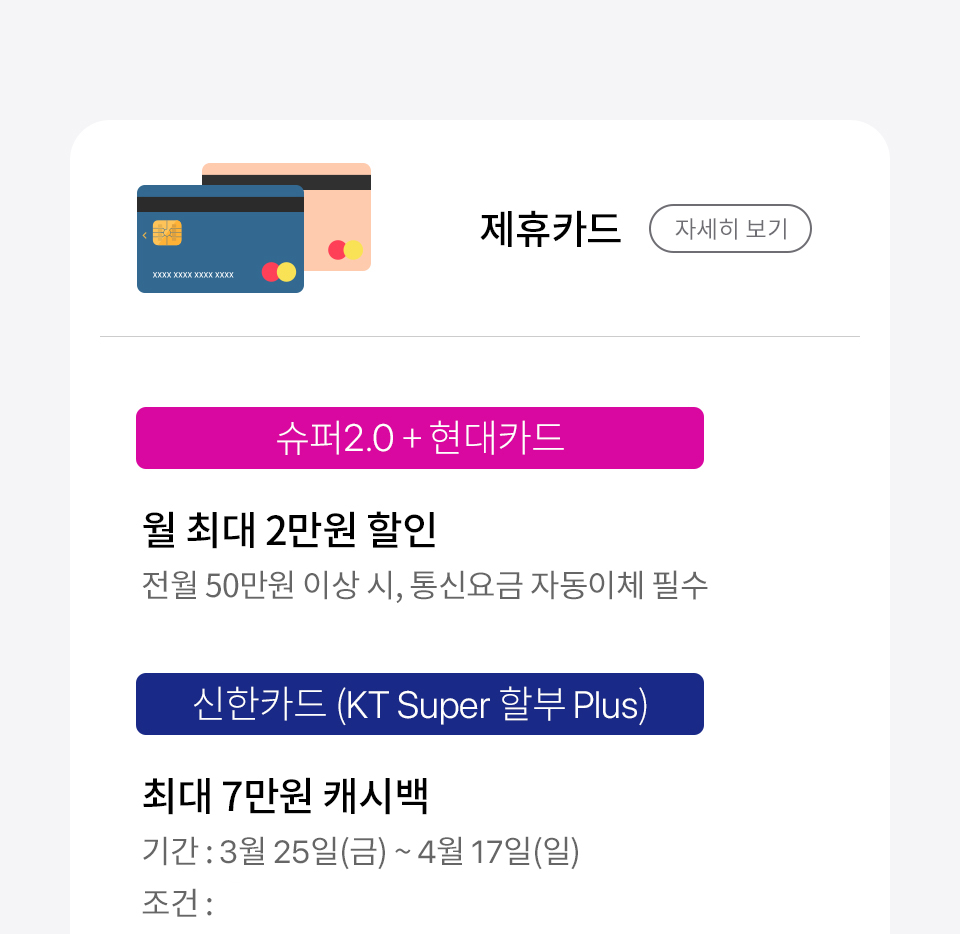 xxxx xxxx xxxx xxxx
제휴카드 자세히 보기
슈퍼2.0 + 현대카드
월 최대 2만원 할인
전월 50만원 이상 시, 통신요금 자동이체 필수
신한카드 (KT Super 할부 Plus)
최대 7만원 캐시백
기간 : 3월 25일(금) ~ 4월 17일(일)
조건 :